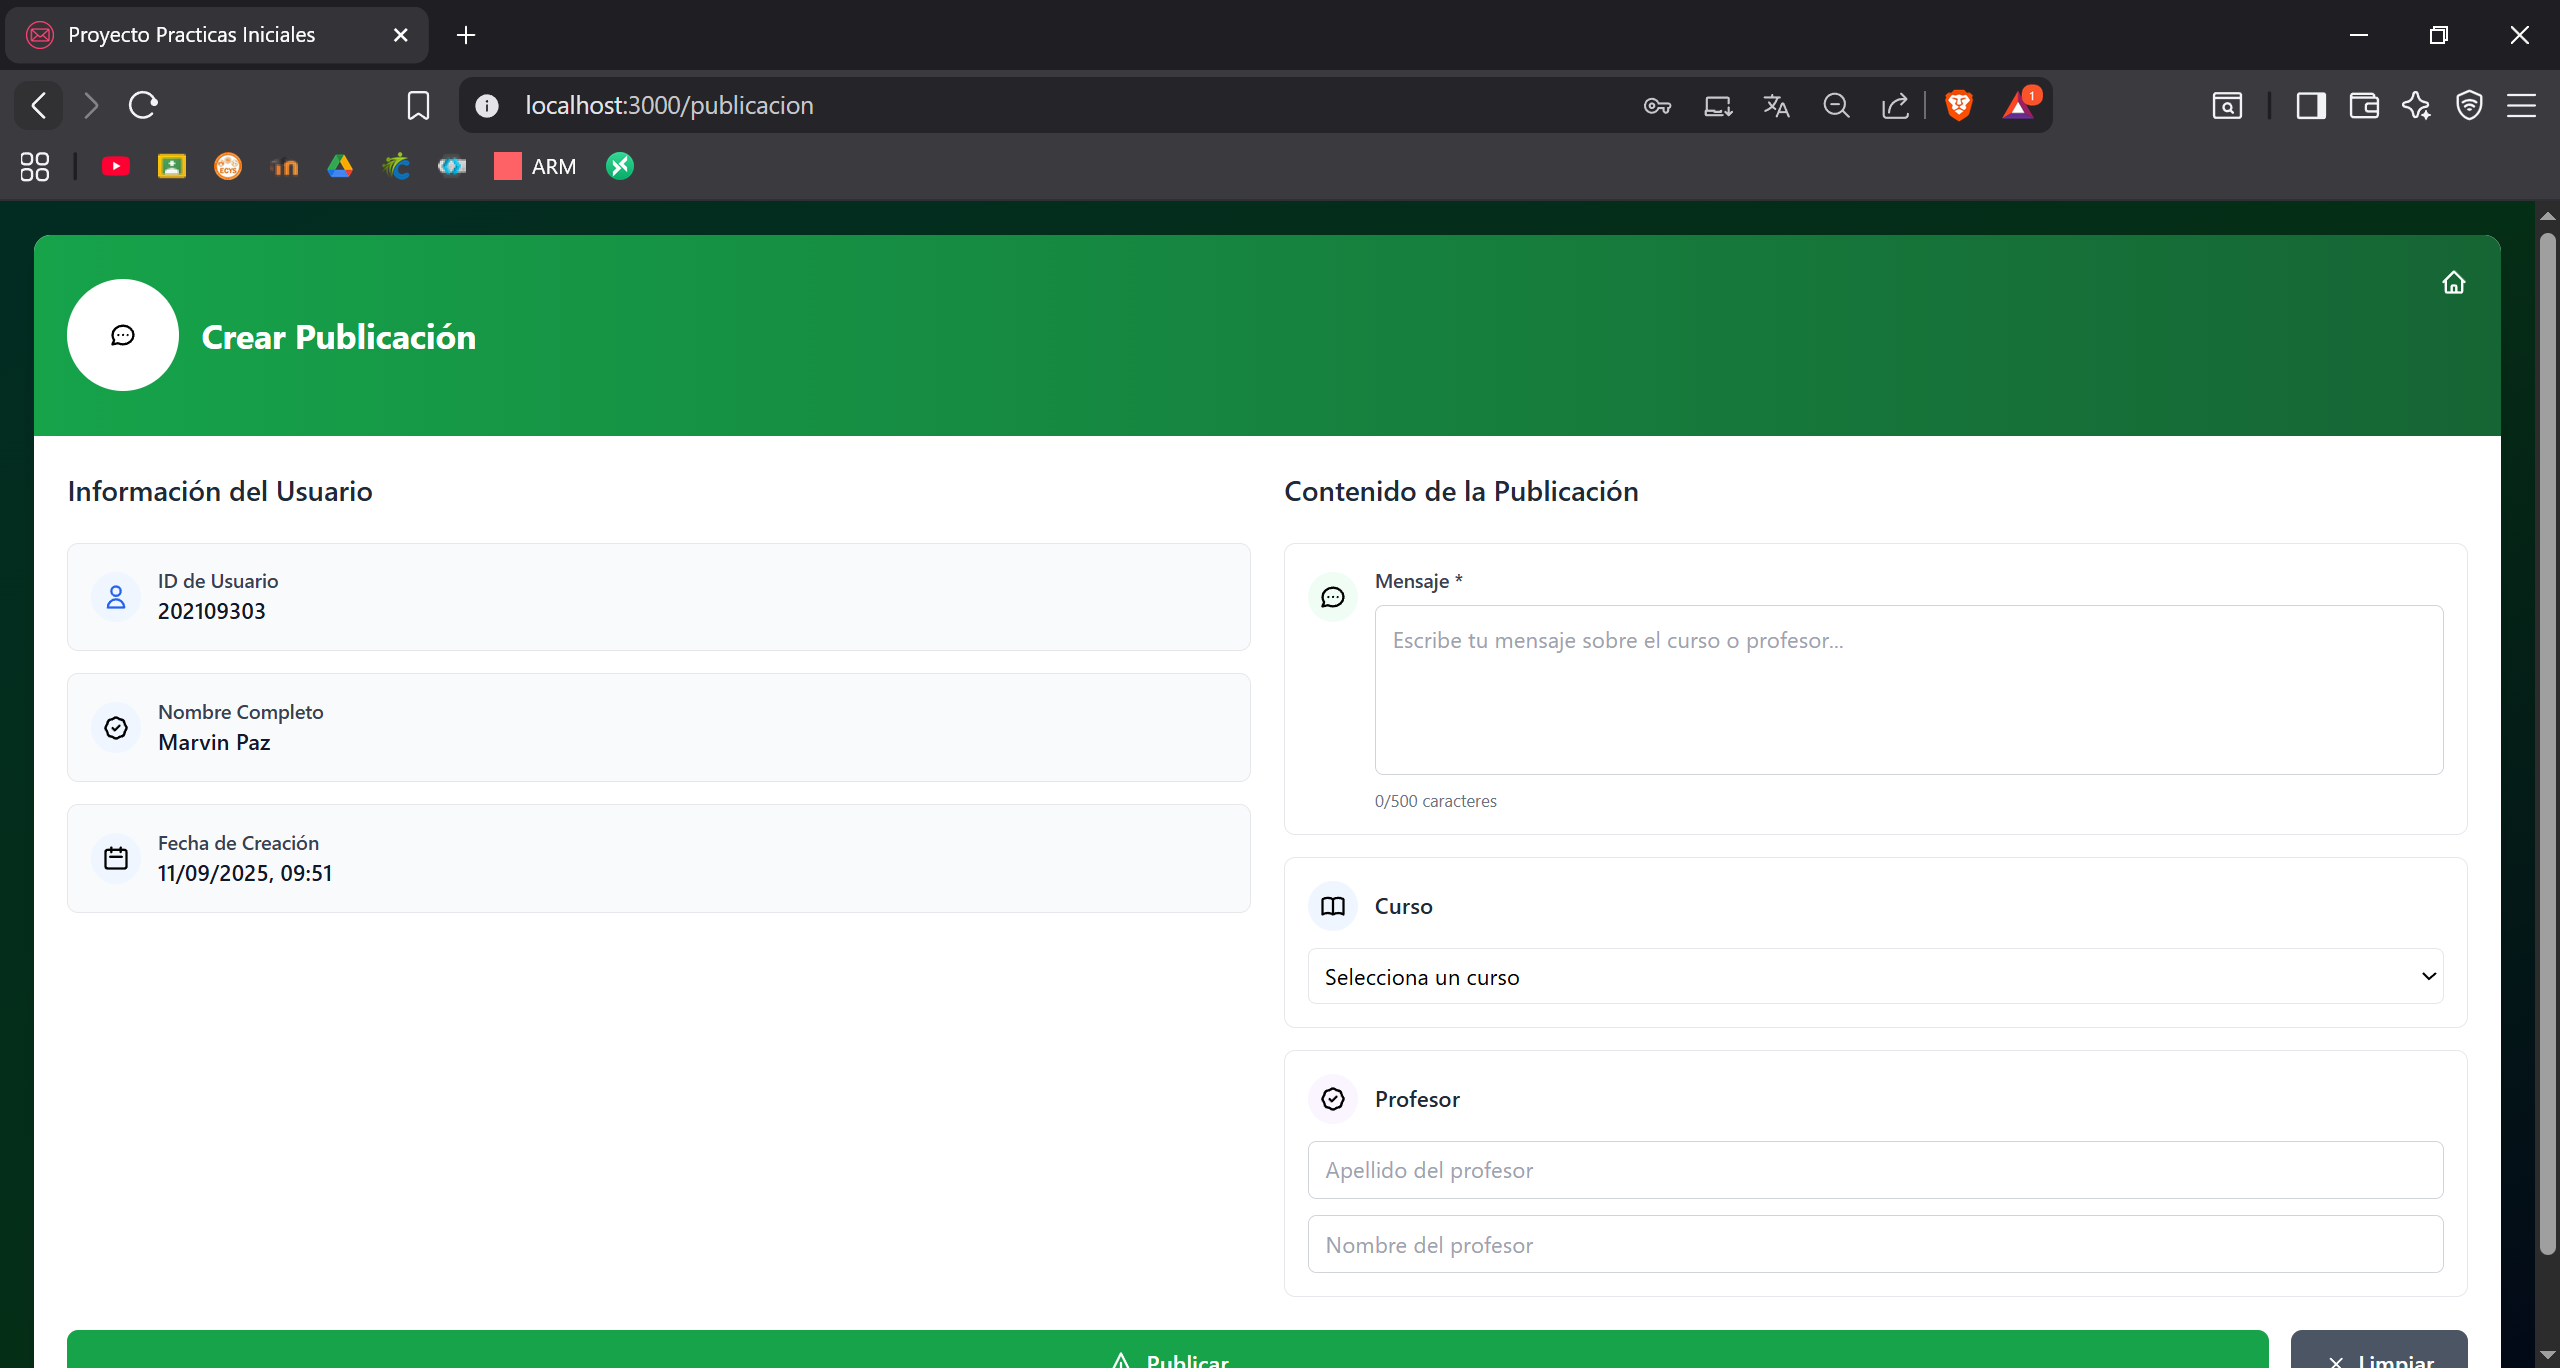 Proyecto Practicas Iniciales
localhost:3000/publicacion
1
ECYS
ARM
Crear Publicación
Información del Usuario
ID de Usuario
202109303
Nombre Completo
Marvin Paz
Fecha de Creación
11/09/2025, 09:51
Contenido de la Publicación
Mensaje *
Escribe tu mensaje sobre el curso o profesor...
0/500 caracteres
Curso
Selecciona un curso
Profesor
Apellido del profesor
Nombre del profesor
Publicar
Limpiar